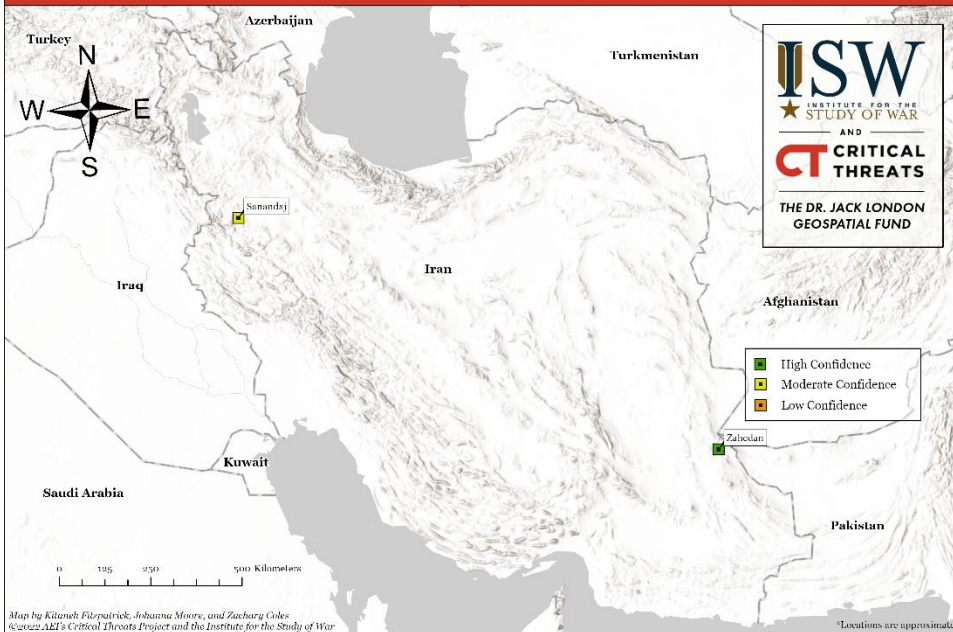 Azerbaijan
Turkey
Turkmenistan
N
W
E
S
ISW
INSTITUTE FOR THE
STUDY OF WAR
AND
CT CRITICAL
THREATS
THE DR. JACK LONDON
GEOSPATIAL FUND
Sanandaj
Iran
Iraq
Afghanistan
High Confidence
Moderate Confidence
Low Confidence
Zahedan
Kuwait
Saudi Arabia
Pakistan
0 125 250 500 Kilometers
Map by Kitaneh Fitzpatrick, Johanna Moore, and Zachary Coles
©2022 AEI's Critical Threats Project and the Institute for the Study of War
*Locations are approximate